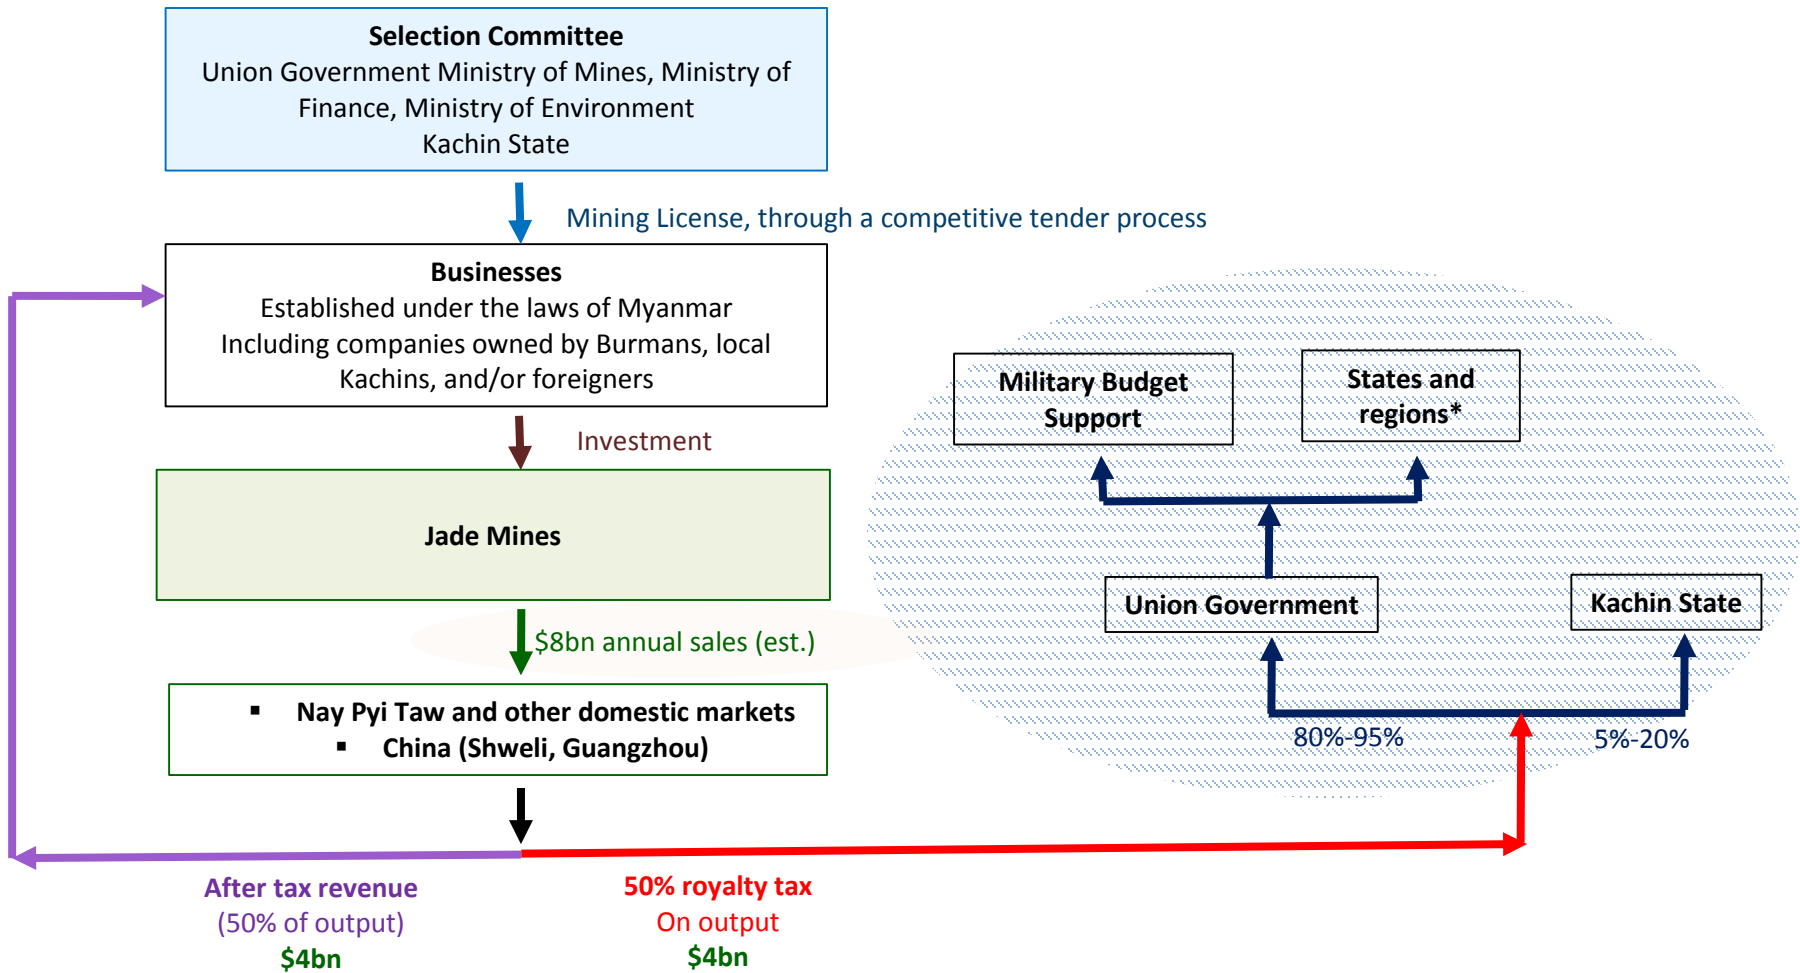 Selection Committee
Union Government Ministry of Mines, Ministry of
Finance, Ministry of Environment
Kachin State
Mining License, through a competitive tender process
Businesses
Established under the laws of Myanmar
Including companies owned by Burmans, local
Kachins, and/or foreigners
Investment
Jade Mines
$8bn annual sales (est.)
▪ Nay Pyi Taw and other domestic markets
▪ China (Shweli, Guangzhou)
After tax revenue
(50% of output)
$4bn
50% royalty tax
On output
$4bn
Military Budget
Support
States and
regions*
Union Government
Kachin State
80%-95%
5%-20%